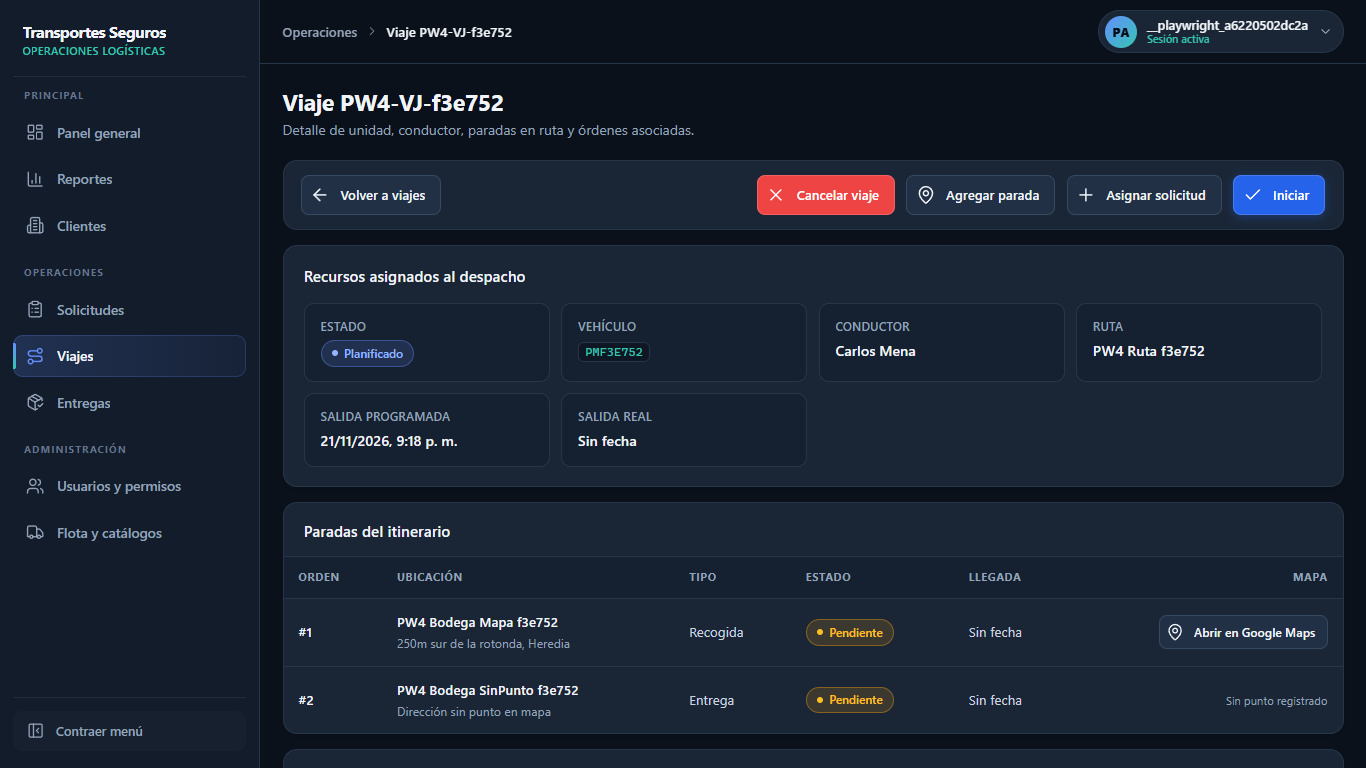 Transportes Seguros
OPERACIONES LOGÍSTICAS
PRINCIPAL
Panel general
Reportes
Clientes
OPERACIONES
Solicitudes
Viajes
Entregas
ADMINISTRACIÓN
Usuarios y permisos
Flota y catálogos
Contraer menú
Operaciones > Viaje PW4-VJ-f3e752
PA
__playwright_a6220502dc2a
Sesión activa
Viaje PW4-VJ-f3e752
Detalle de unidad, conductor, paradas en ruta y órdenes asociadas.
Volver a viajes
Cancelar viaje
Agregar parada
Asignar solicitud
Iniciar
Recursos asignados al despacho
ESTADO
Planificado
VEHÍCULO
PMF3E752
CONDUCTOR
Carlos Mena
RUTA
PW4 Ruta f3e752
SALIDA PROGRAMADA
21/11/2026, 9:18 p. m.
SALIDA REAL
Sin fecha
Paradas del itinerario
ORDEN UBICACIÓN TIPO ESTADO LLEGADA MAPA
#1 PW4 Bodega Mapa f3e752 Recogida Pendiente Sin fecha Abrir en Google Maps
250m sur de la rotonda, Heredia
#2 PW4 Bodega SinPunto f3e752 Entrega Pendiente Sin fecha Sin punto registrado
Dirección sin punto en mapa